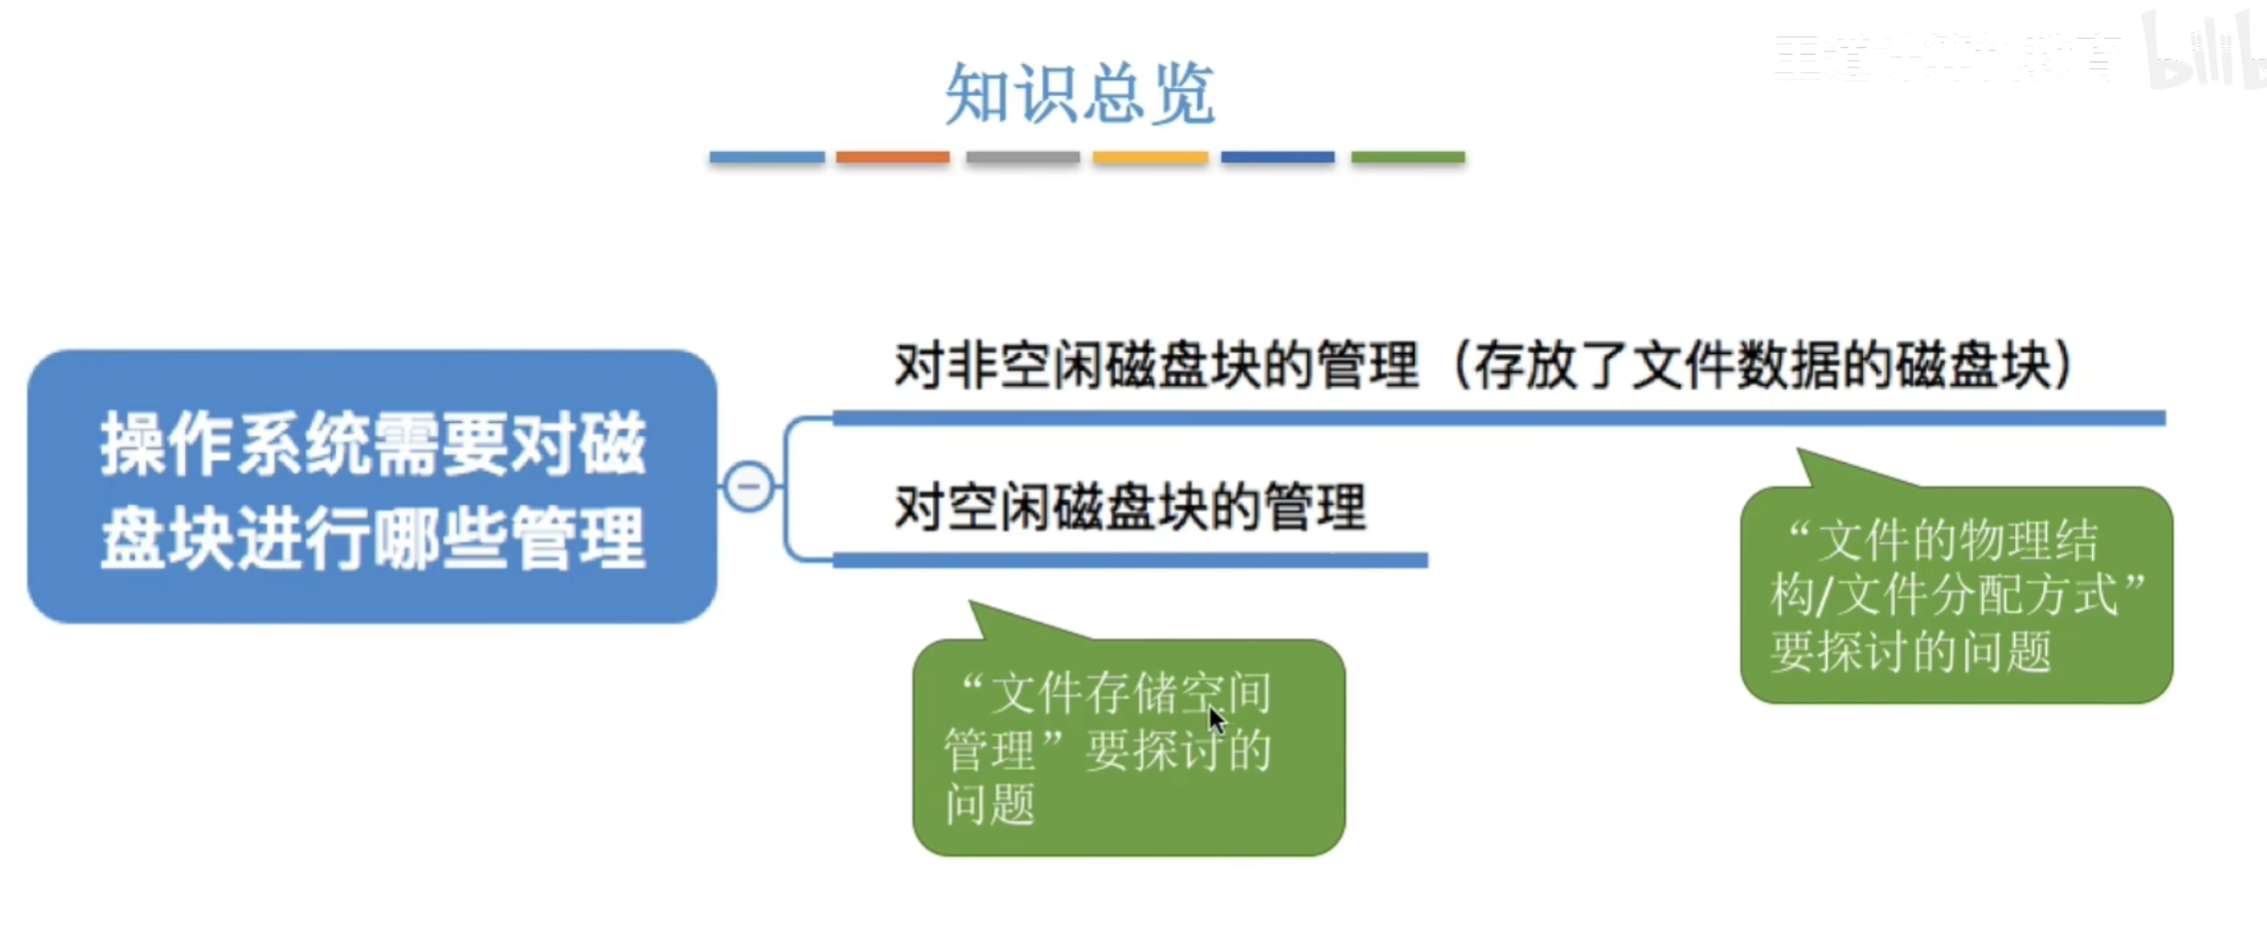 王道计算机教育
知识总览
操作系统需要对磁
盘块进行哪些管理
对非空闲磁盘块的管理（存放了文件数据的磁盘块）
对空闲磁盘块的管理
“文件的物理结
构/文件分配方式”
要探讨的问题
“文件存储空间
管理”要探讨的
问题